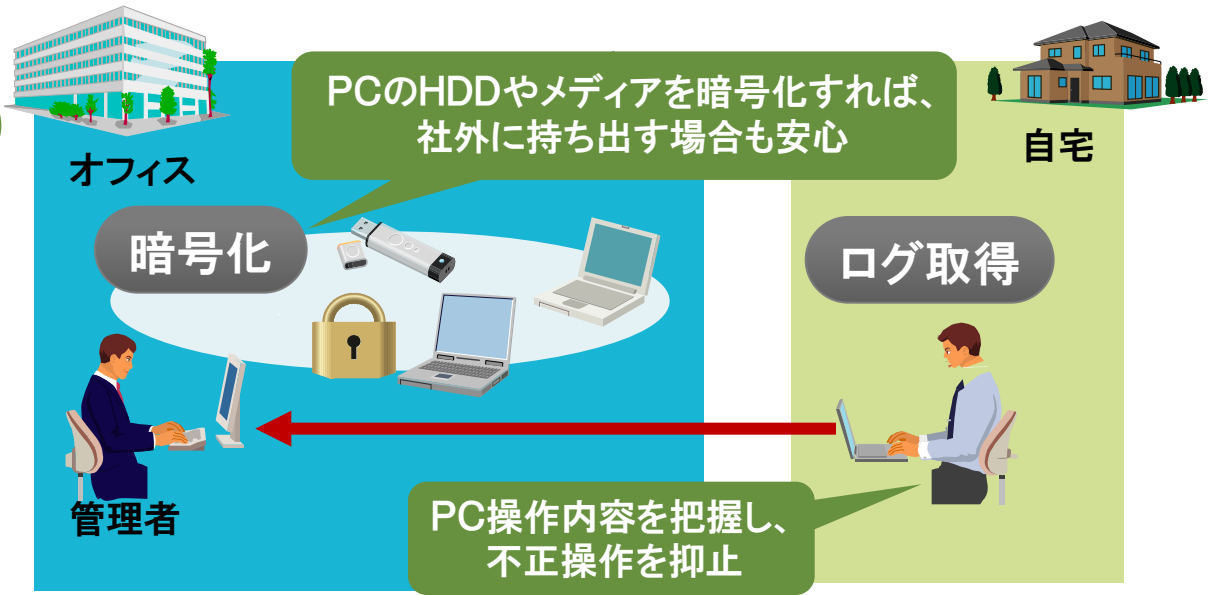 PCのHDDやメディアを暗号化すれば、
社外に持ち出す場合も安心
オフィス
自宅
暗号化
ログ取得
管理者
PC操作内容を把握し、
不正操作を抑止